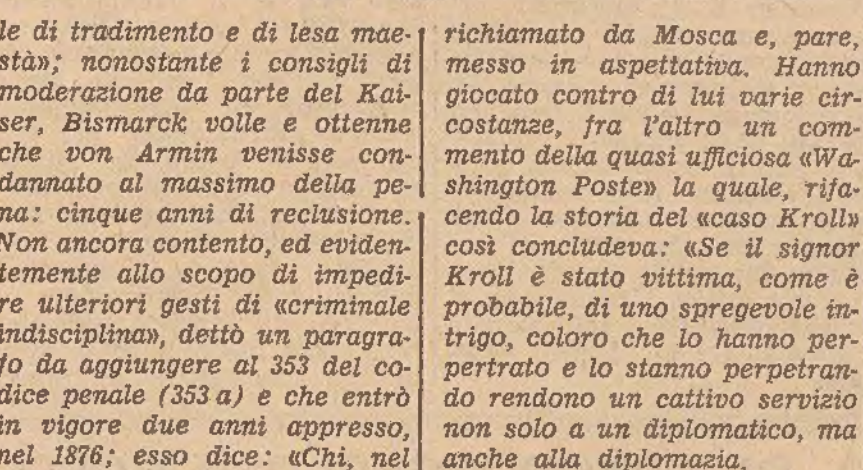 le di tradimento e di lesa mae-
stà»; nonostante i consigli di
moderazione da parte del Kai-
ser, Bismarck volle e ottenne
che von Armin venisse con-
dannato al massimo della pe-
na: cinque anni di reclusione.
Non ancora contento, ed eviden-
temente allo scopo di impedi-
re ulteriori gesti di «criminale
indisciplina», dettò un paragra-
fo da aggiungere al 353 del co-
dice penale (353 a) e che entrò
in vigore due anni appresso,
nel 1876; esso dice: «Chi, nel
richiamato da Mosca e, pare,
messo in aspettativa. Hanno
giocato contro di lui varie cir-
costanze, fra l'altro un com-
mento della quasi ufficiosa «Wa-
shington Poste» la quale, rifa-
cendo la storia del «caso Kroll»
così concludeva: «Se il signor
Kroll è stato vittima, come è
probabile, di uno spregevole in-
trigo, coloro che lo hanno per-
pertrato e lo stanno perpetran-
do rendono un cattivo servizio
non solo a un diplomatico, ma
anche alla diplomazia.